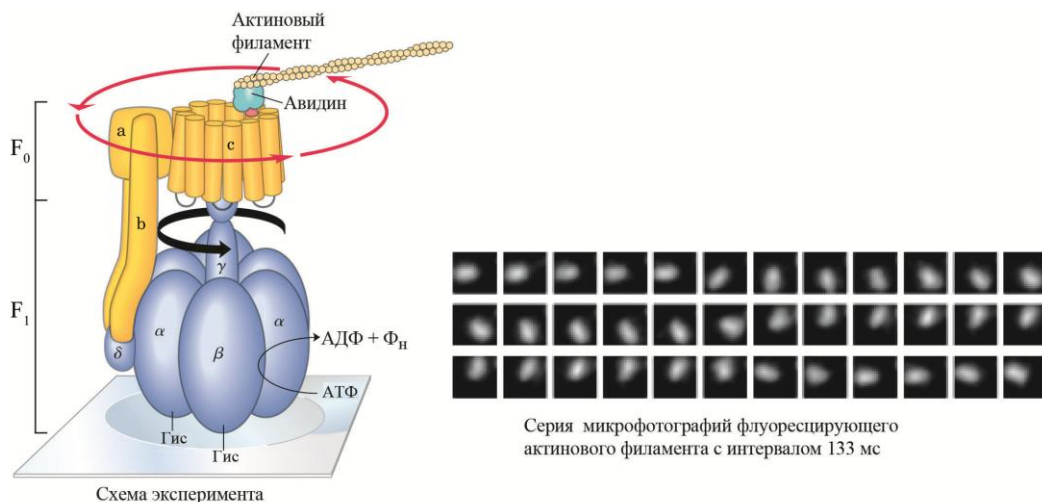 Актиновый
филамент
Авидин
a
c
F₀
b
γ
F₁
α
α
β
δ
АДФ + Фн
АТФ
Гис
Гис
Схема эксперимента
Серия микрофотографий флуоресцирующего
актинового филамента с интервалом 133 мс